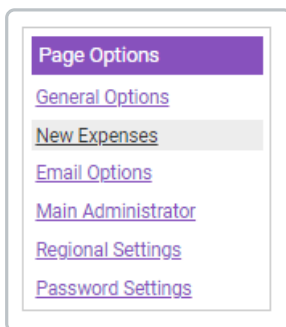 Page Options
General Options
New Expenses
Email Options
Main Administrator
Regional Settings
Password Settings